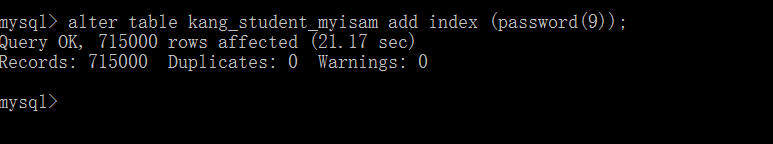 mysql> alter table kang_student_myisam add index (password(9));
Query OK, 715000 rows affected (21.17 sec)
Records: 715000  Duplicates: 0  Warnings: 0
mysql>